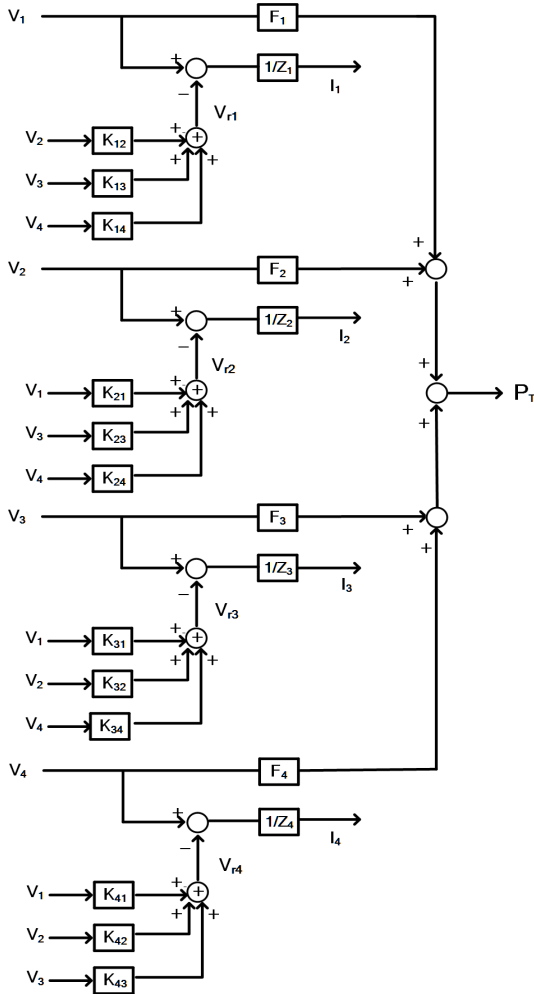 V1 F1
+ 1/Z1
− I1
Vr1
V2 K12 + +
V3 K13 + +
V4 K14
+
V2 F2 +
+ 1/Z2
− I2
Vr2 +
V1 K21 + + PT
V3 K23 + + +
V4 K24
V3 F3 +
+ 1/Z3 +
− I3
Vr3
V1 K31 + +
V2 K32 + +
V4 K34
V4 F4
+ 1/Z4
− I4
Vr4
V1 K41 + +
V2 K42 + +
V3 K43